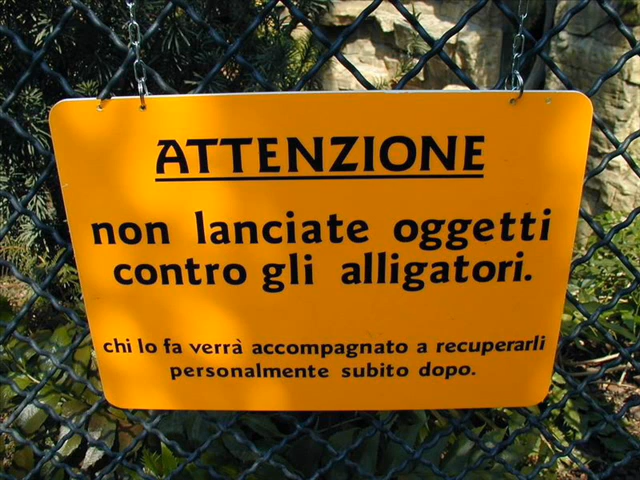 ATTENZIONE
non lanciate oggetti
contro gli alligatori.
chi lo fa verrà accompagnato a recuperarli
personalmente subito dopo.